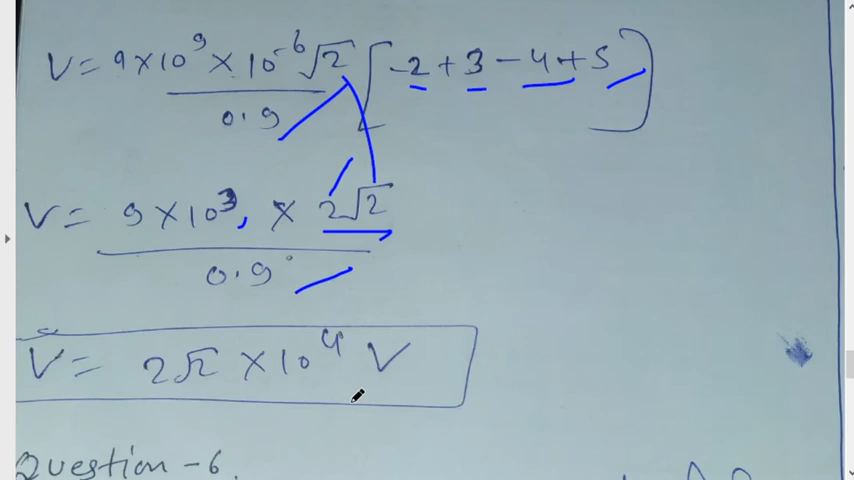 V = 9 × 10^9 × 10^-6 √2 [ -2 + 3 - 4 + 5 ]
0.9
V = 9 × 10^3, × 2√2
0.9
V = 2√2 × 10^4 V
Question - 6.